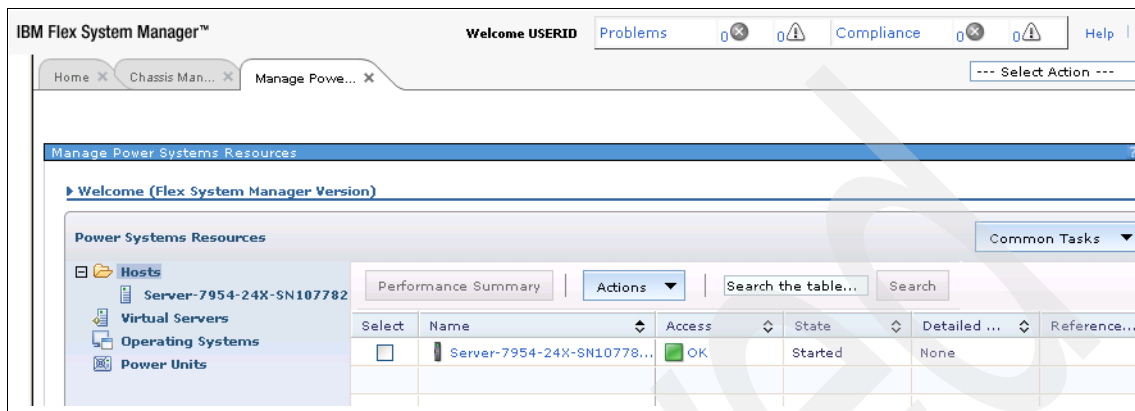 IBM Flex System Manager™ Welcome USERID Problems 0 0 Compliance 0 0 Help
Home Chassis Man... Manage Powe... --- Select Action ---
Manage Power Systems Resources ?
Welcome (Flex System Manager Version)
Power Systems Resources Common Tasks
Hosts
Server-7954-24X-SN107782
Virtual Servers
Operating Systems
Power Units
Performance Summary Actions Search the table... Search
Select Name Access State Detailed ... Reference...
Server-7954-24X-SN10778... OK Started None